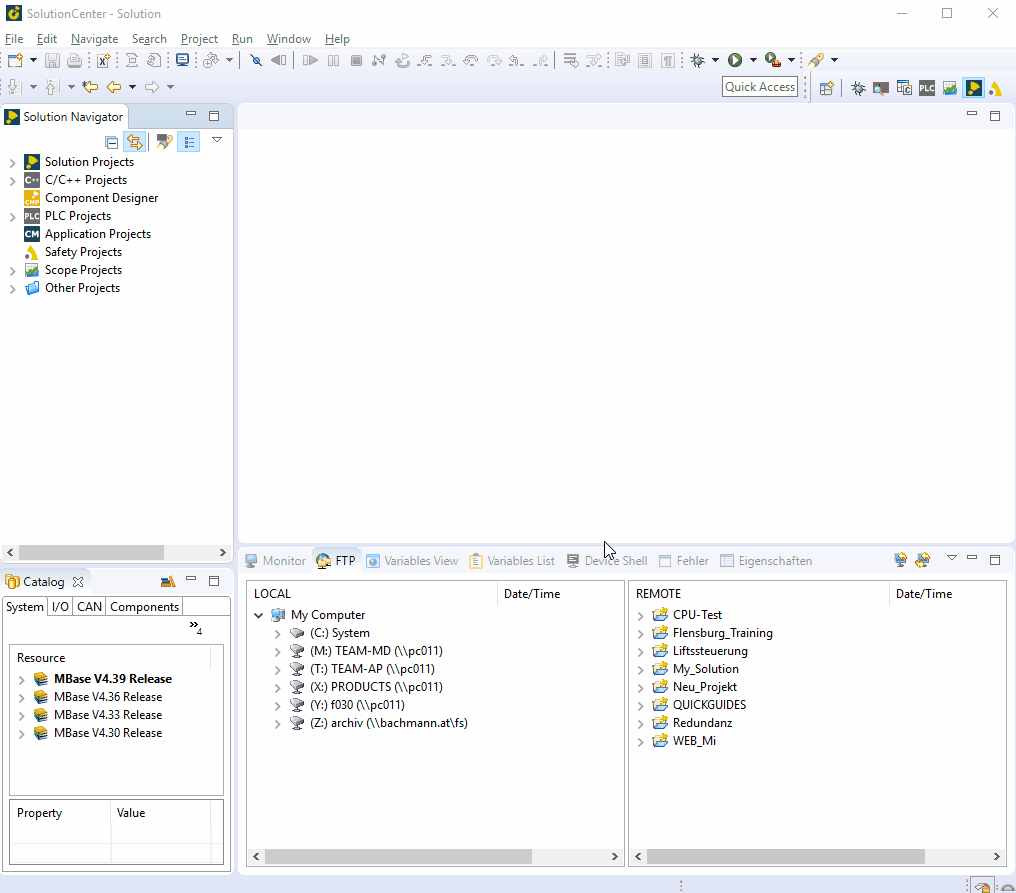 SolutionCenter - Solution
File Edit Navigate Search Project Run Window Help
Quick Access
PLC
Solution Navigator
Solution Projects
C++ C/C++ Projects
CMP Component Designer
PLC PLC Projects
CM Application Projects
Safety Projects
Scope Projects
Other Projects
Monitor FTP Variables View Variables List Device Shell Fehler Eigenschaften
Catalog
System I/O CAN Components
4
Resource
MBase V4.39 Release
MBase V4.36 Release
MBase V4.33 Release
MBase V4.30 Release
Property Value
LOCAL Date/Time
My Computer
(C:) System
(M:) TEAM-MD (\\pc011)
(T:) TEAM-AP (\\pc011)
(X:) PRODUCTS (\\pc011)
(Y:) f030 (\\pc011)
(Z:) archiv (\\bachmann.at\fs)
REMOTE Date/Time
CPU-Test
Flensburg_Training
Liftssteuerung
My_Solution
Neu_Projekt
QUICKGUIDES
Redundanz
WEB_Mi